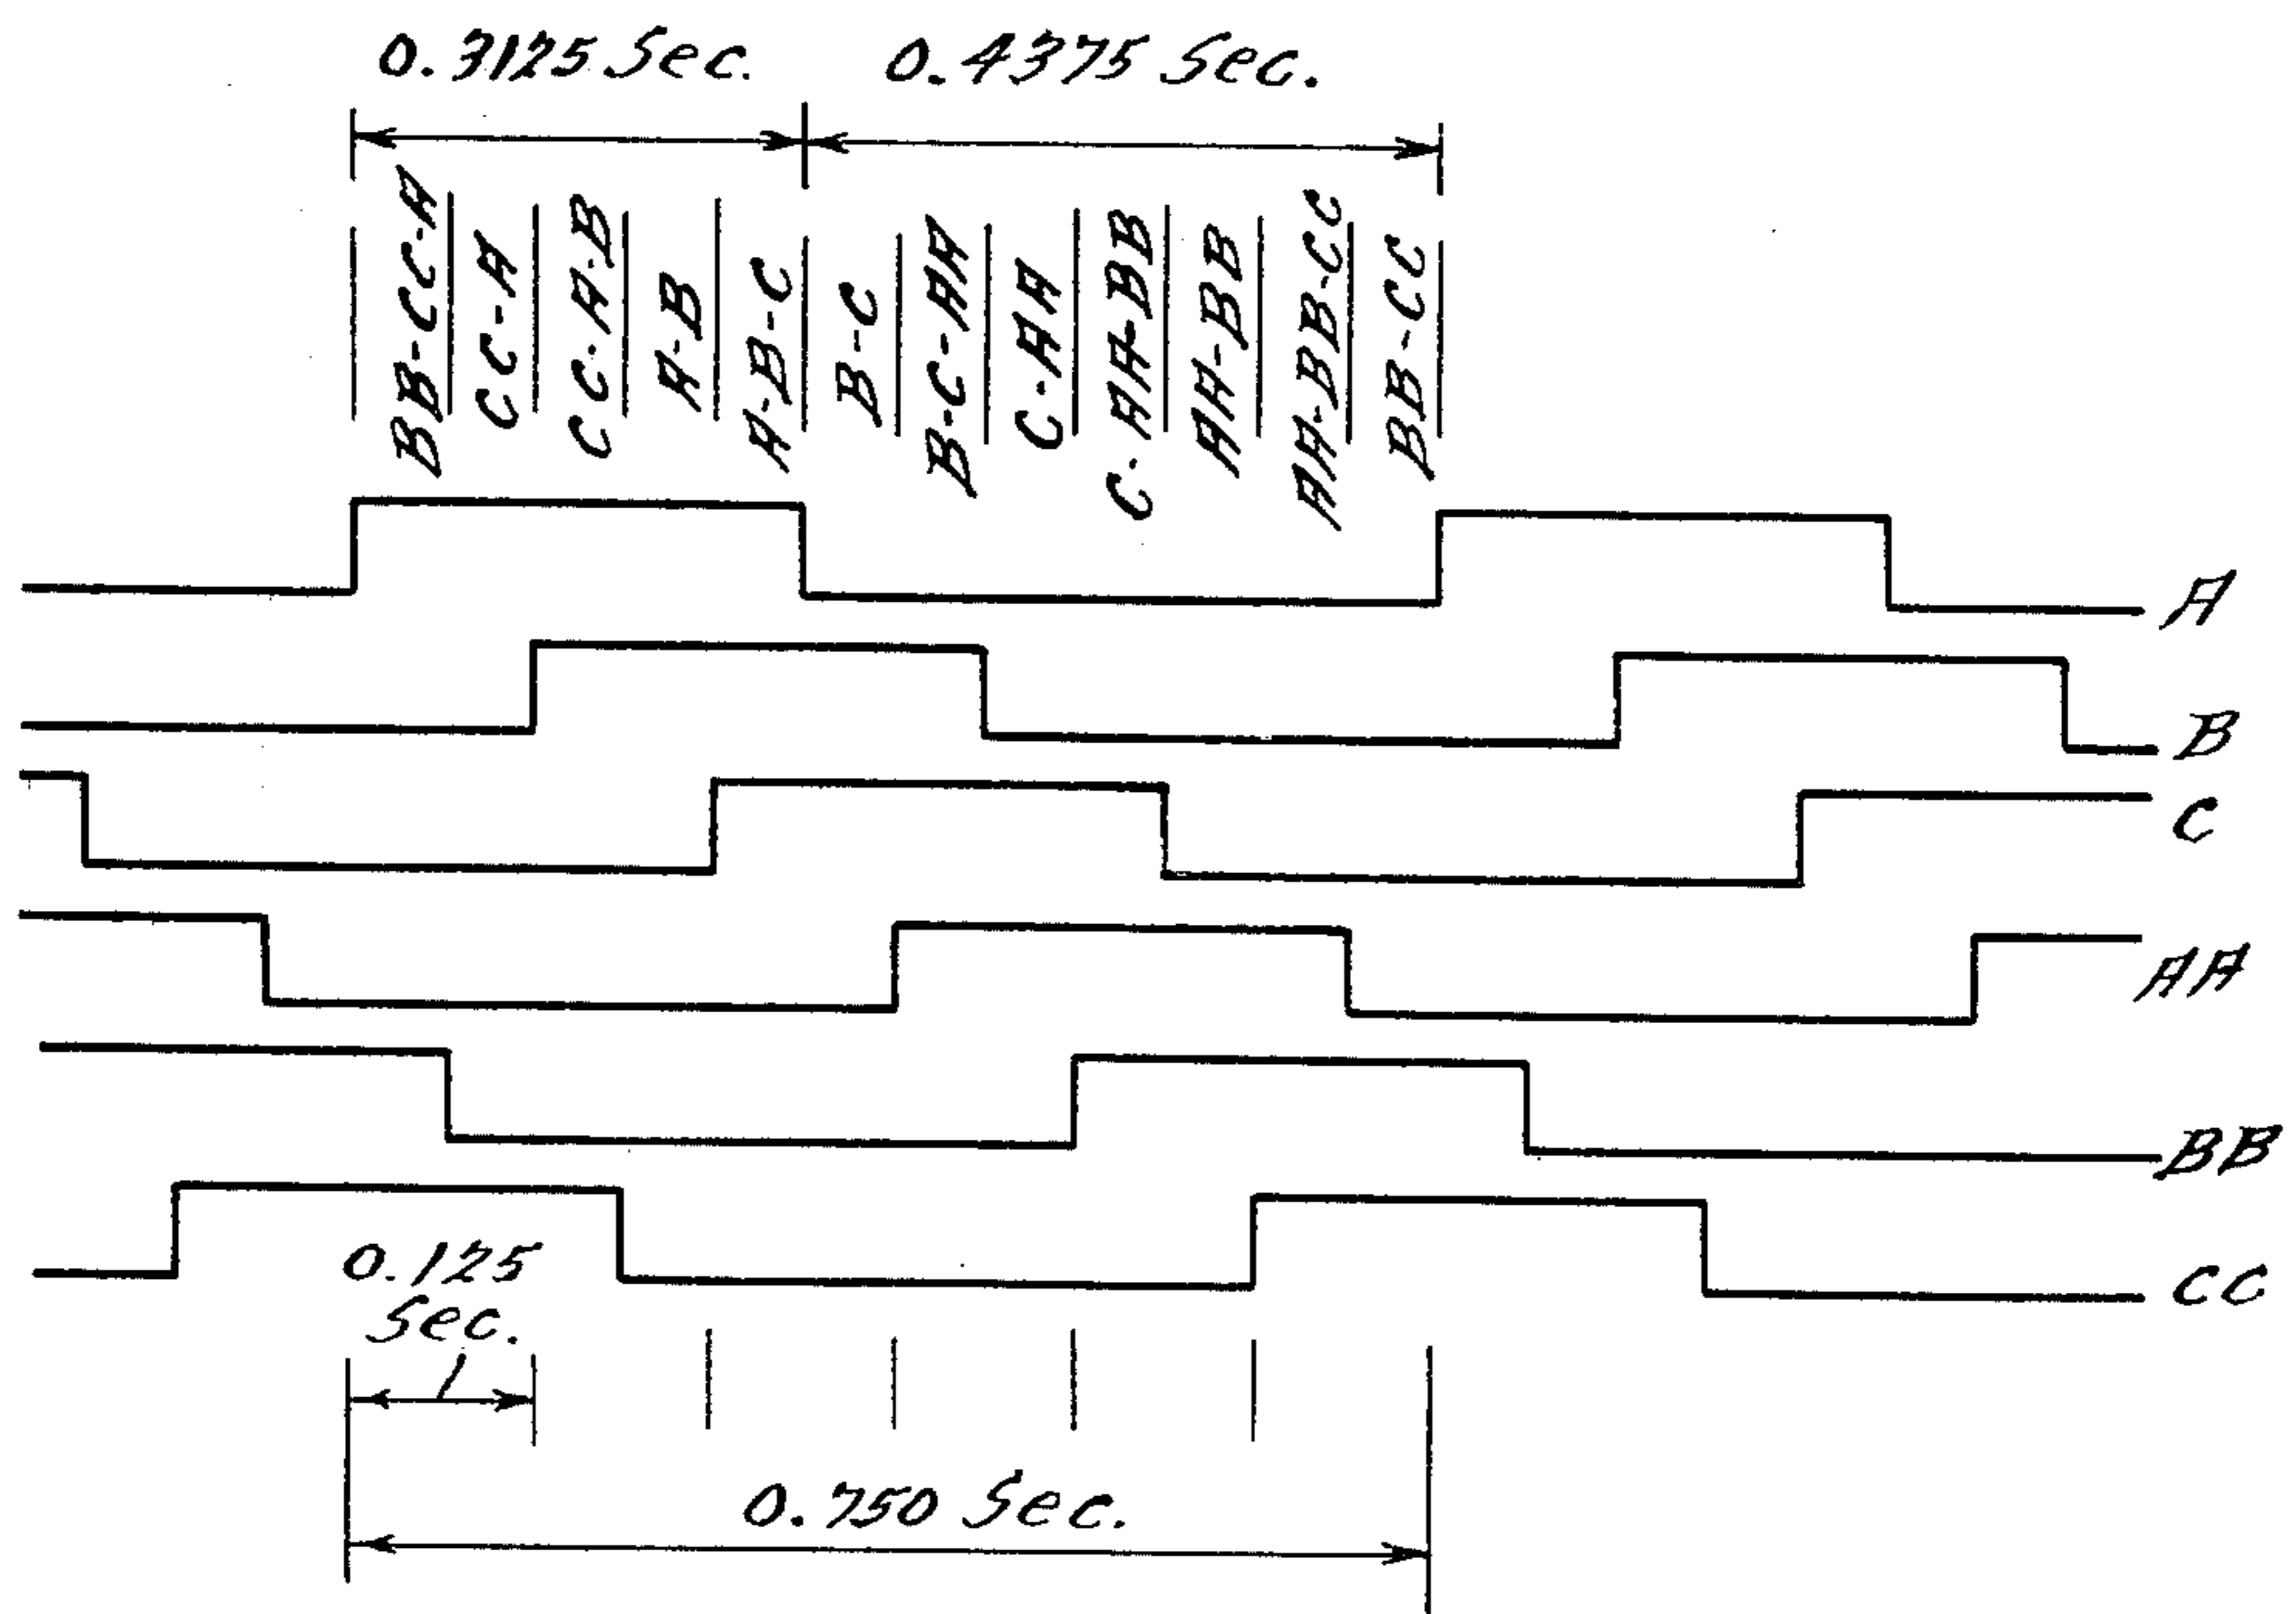 0.3125 Sec.
0.4375 Sec.
BB-CC-A
CC-A
CC-A-B
A-B
A-B-C
B-C
B-C-AA
C-AA
C-AA-BB
AA-BB
AA-BB-CC
BB-CC
A
B
C
AA
BB
CC
0.125
Sec.
0.750 Sec.